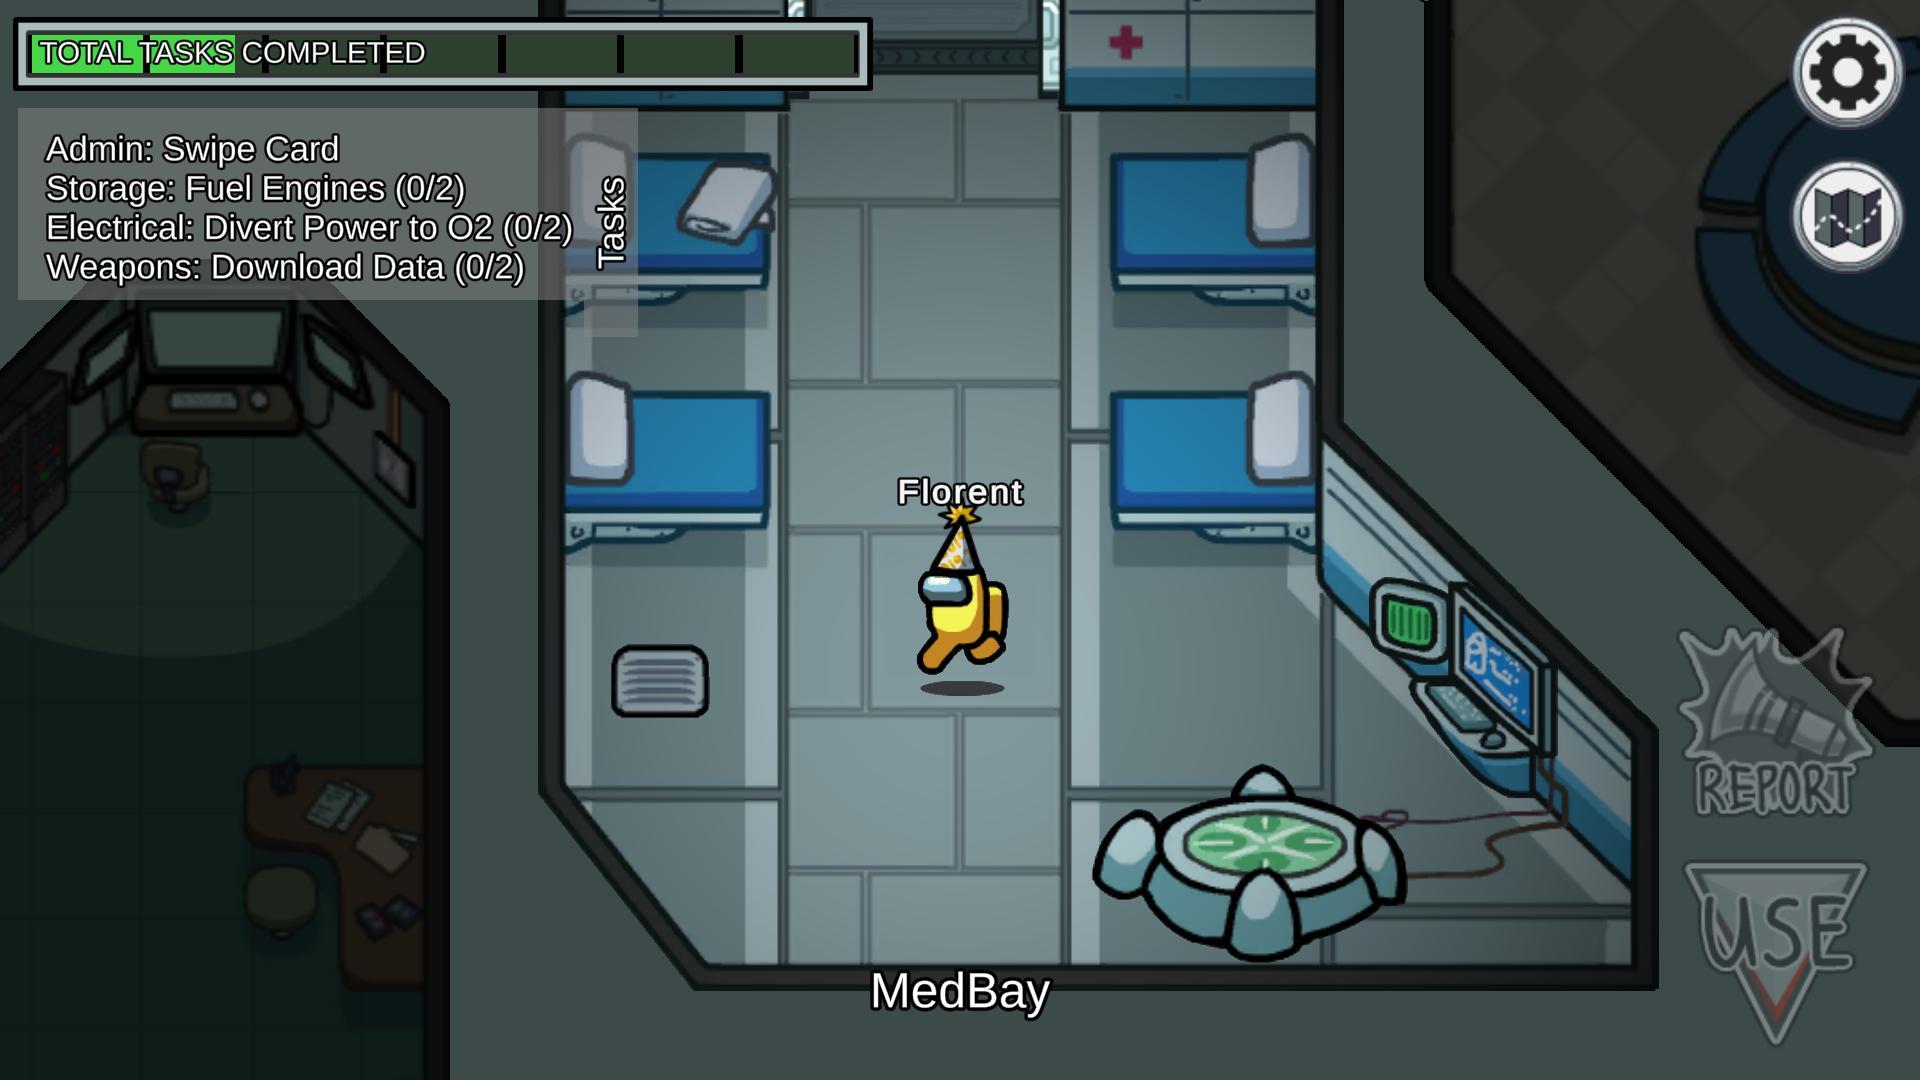 TOTAL TASKS COMPLETED
Admin: Swipe Card
Storage: Fuel Engines (0/2)
Electrical: Divert Power to O2 (0/2)
Weapons: Download Data (0/2)
Tasks
Florent
REPORT
USE
MedBay